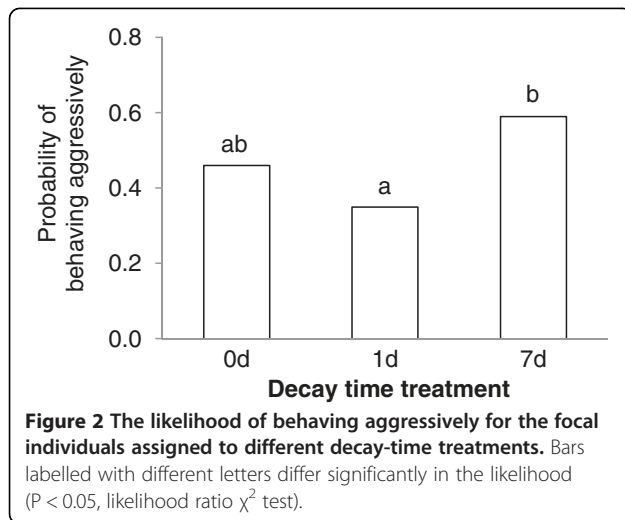 Probability of
behaving aggressively
0.8
0.6
0.4
0.2
0.0
ab
a
b
0d
1d
7d
Decay time treatment
Figure 2 The likelihood of behaving aggressively for the focal
individuals assigned to different decay-time treatments. Bars
labelled with different letters differ significantly in the likelihood
(P < 0.05, likelihood ratio χ² test).